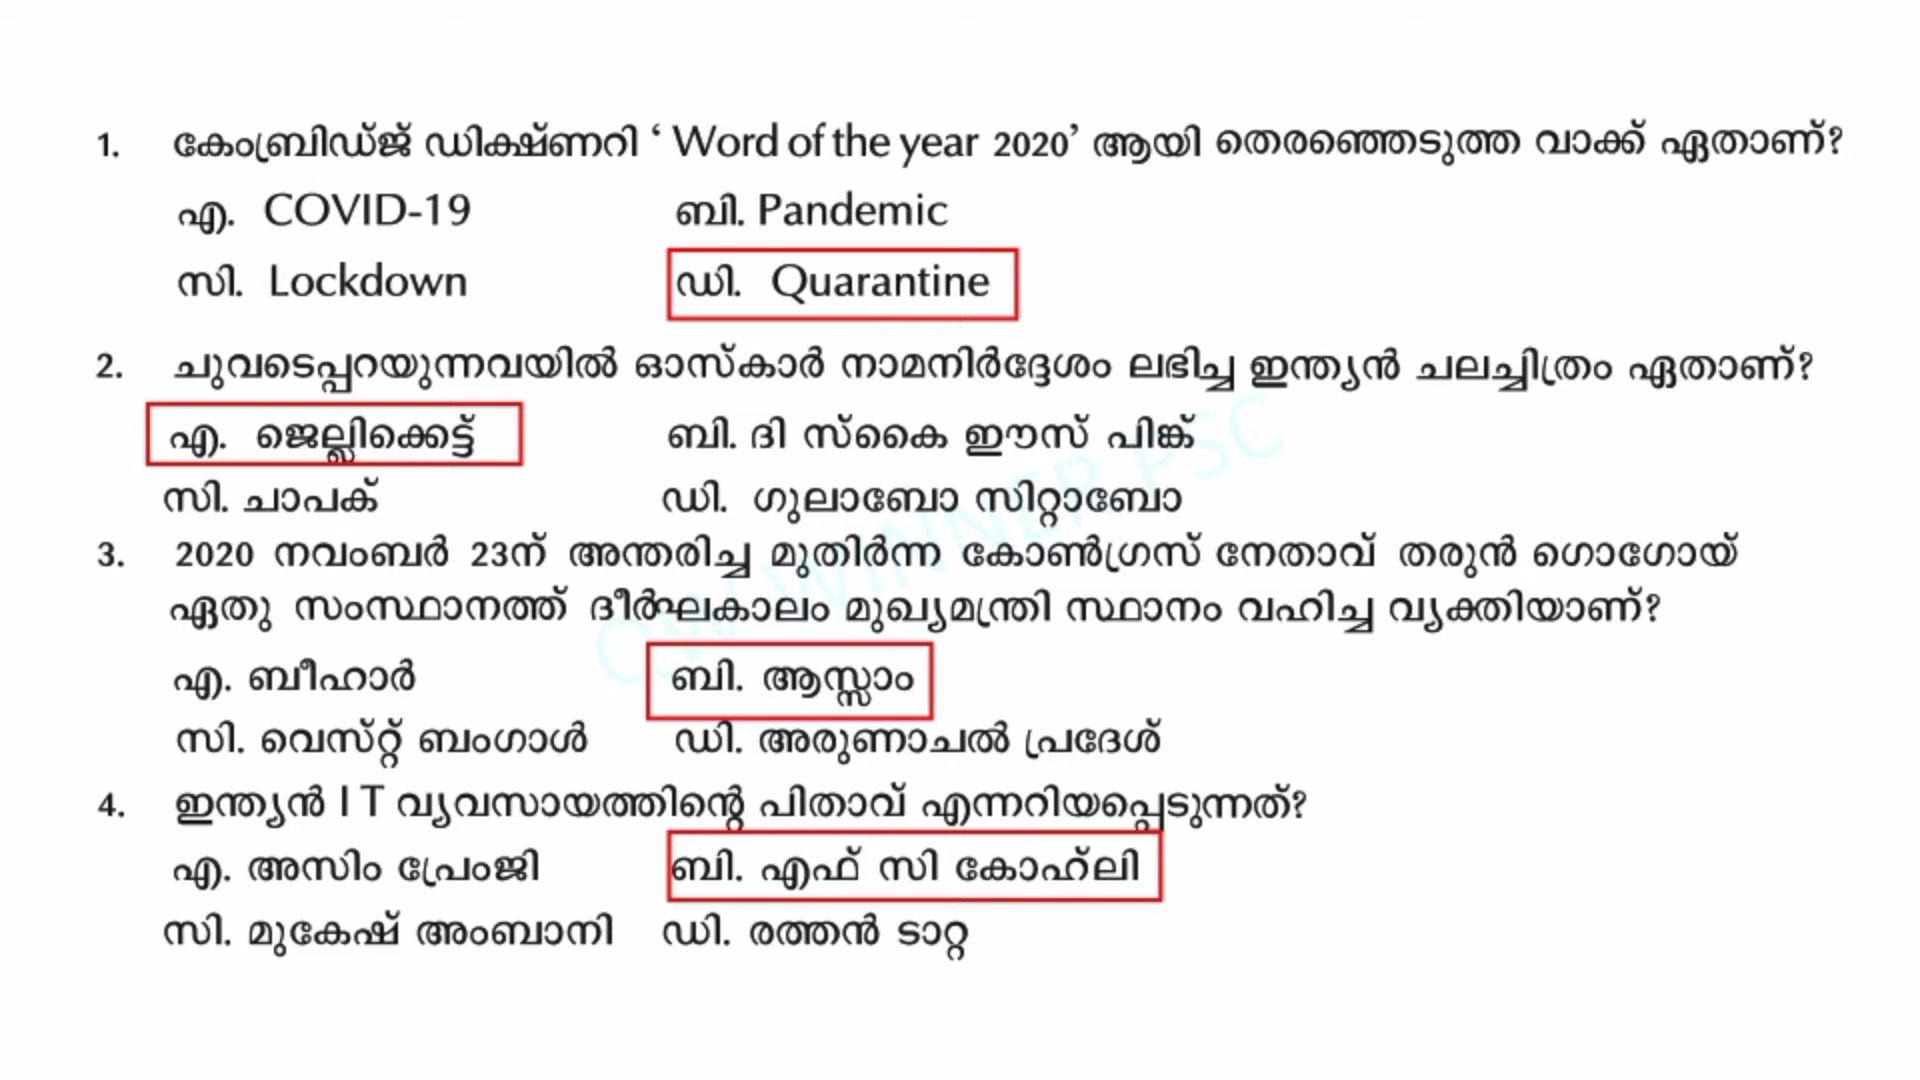 1. കേംബ്രിഡ്ജ് ഡിക്ഷ്ണറി ‘ Word of the year 2020’ ആയി തെരഞ്ഞെടുത്ത വാക്ക് ഏതാണ്?
എ. COVID-19 ബി. Pandemic
സി. Lockdown ഡി. Quarantine
2. ചുവടെപ്പറയുന്നവയിൽ ഓസ്കാർ നാമനിർദ്ദേശം ലഭിച്ച ഇന്ത്യൻ ചലച്ചിത്രം ഏതാണ്?
എ. ജെല്ലിക്കെട്ട് ബി. ദി സ്കൈ ഈസ് പിങ്ക്
സി. ചാപക് ഡി. ഗുലാബോ സിറ്റാബോ
3. 2020 നവംബർ 23ന് അന്തരിച്ച മുതിർന്ന കോൺഗ്രസ് നേതാവ് തരുൻ ഗൊഗോയ്
ഏതു സംസ്ഥാനത്ത് ദീർഘകാലം മുഖ്യമന്ത്രി സ്ഥാനം വഹിച്ച വ്യക്തിയാണ്?
എ. ബീഹാർ ബി. ആസ്സാം
സി. വെസ്റ്റ് ബംഗാൾ ഡി. അരുണാചൽ പ്രദേശ്
4. ഇന്ത്യൻ I T വ്യവസായത്തിന്റെ പിതാവ് എന്നറിയപ്പെടുന്നത്?
എ. അസിം പ്രേംജി ബി. എഫ് സി കോഹ്ലി
സി. മുകേഷ് അംബാനി ഡി. രത്തൻ ടാറ്റ